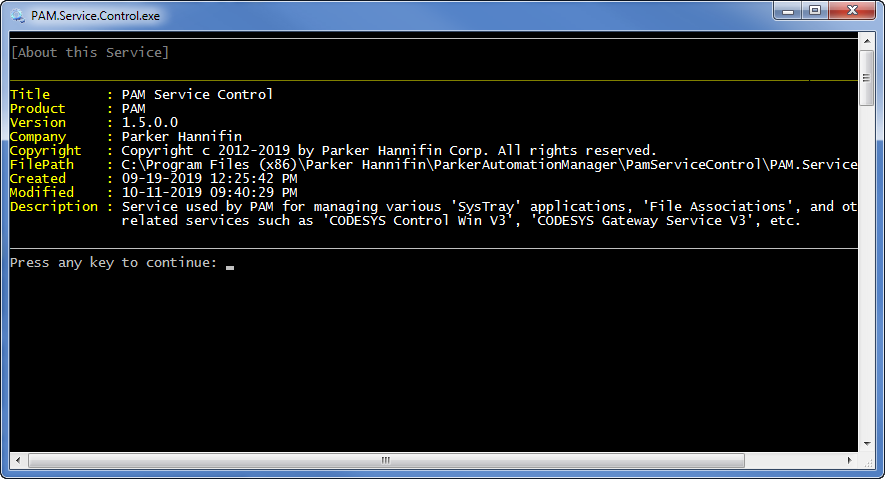 PAM.Service.Control.exe
[About this Service]
Title : PAM Service Control
Product : PAM
Version : 1.5.0.0
Company : Parker Hannifin
Copyright : Copyright c 2012-2019 by Parker Hannifin Corp. All rights reserved.
FilePath : C:\Program Files (x86)\Parker Hannifin\ParkerAutomationManager\PamServiceControl\PAM.Service
Created : 09-19-2019 12:25:42 PM
Modified : 10-11-2019 09:40:29 PM
Description : Service used by PAM for managing various 'SysTray' applications, 'File Associations', and ot
related services such as 'CODESYS Control Win V3', 'CODESYS Gateway Service V3', etc.
Press any key to continue: